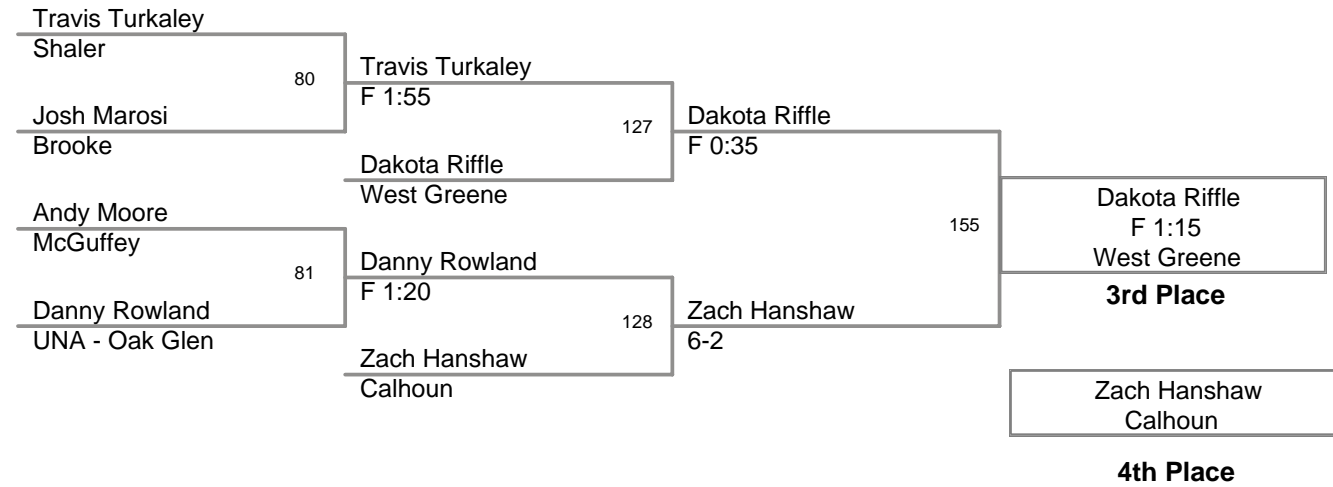 Travis Turkaley
Shaler
80
Josh Marosi
Brooke
Andy Moore
McGuffey
81
Danny Rowland
UNA - Oak Glen
Travis Turkaley
F 1:55
127
Dakota Riffle
West Greene
Danny Rowland
F 1:20
128
Zach Hanshaw
Calhoun
Dakota Riffle
F 0:35
155
Zach Hanshaw
6-2
Dakota Riffle
F 1:15
West Greene
3rd Place
Zach Hanshaw
Calhoun
4th Place